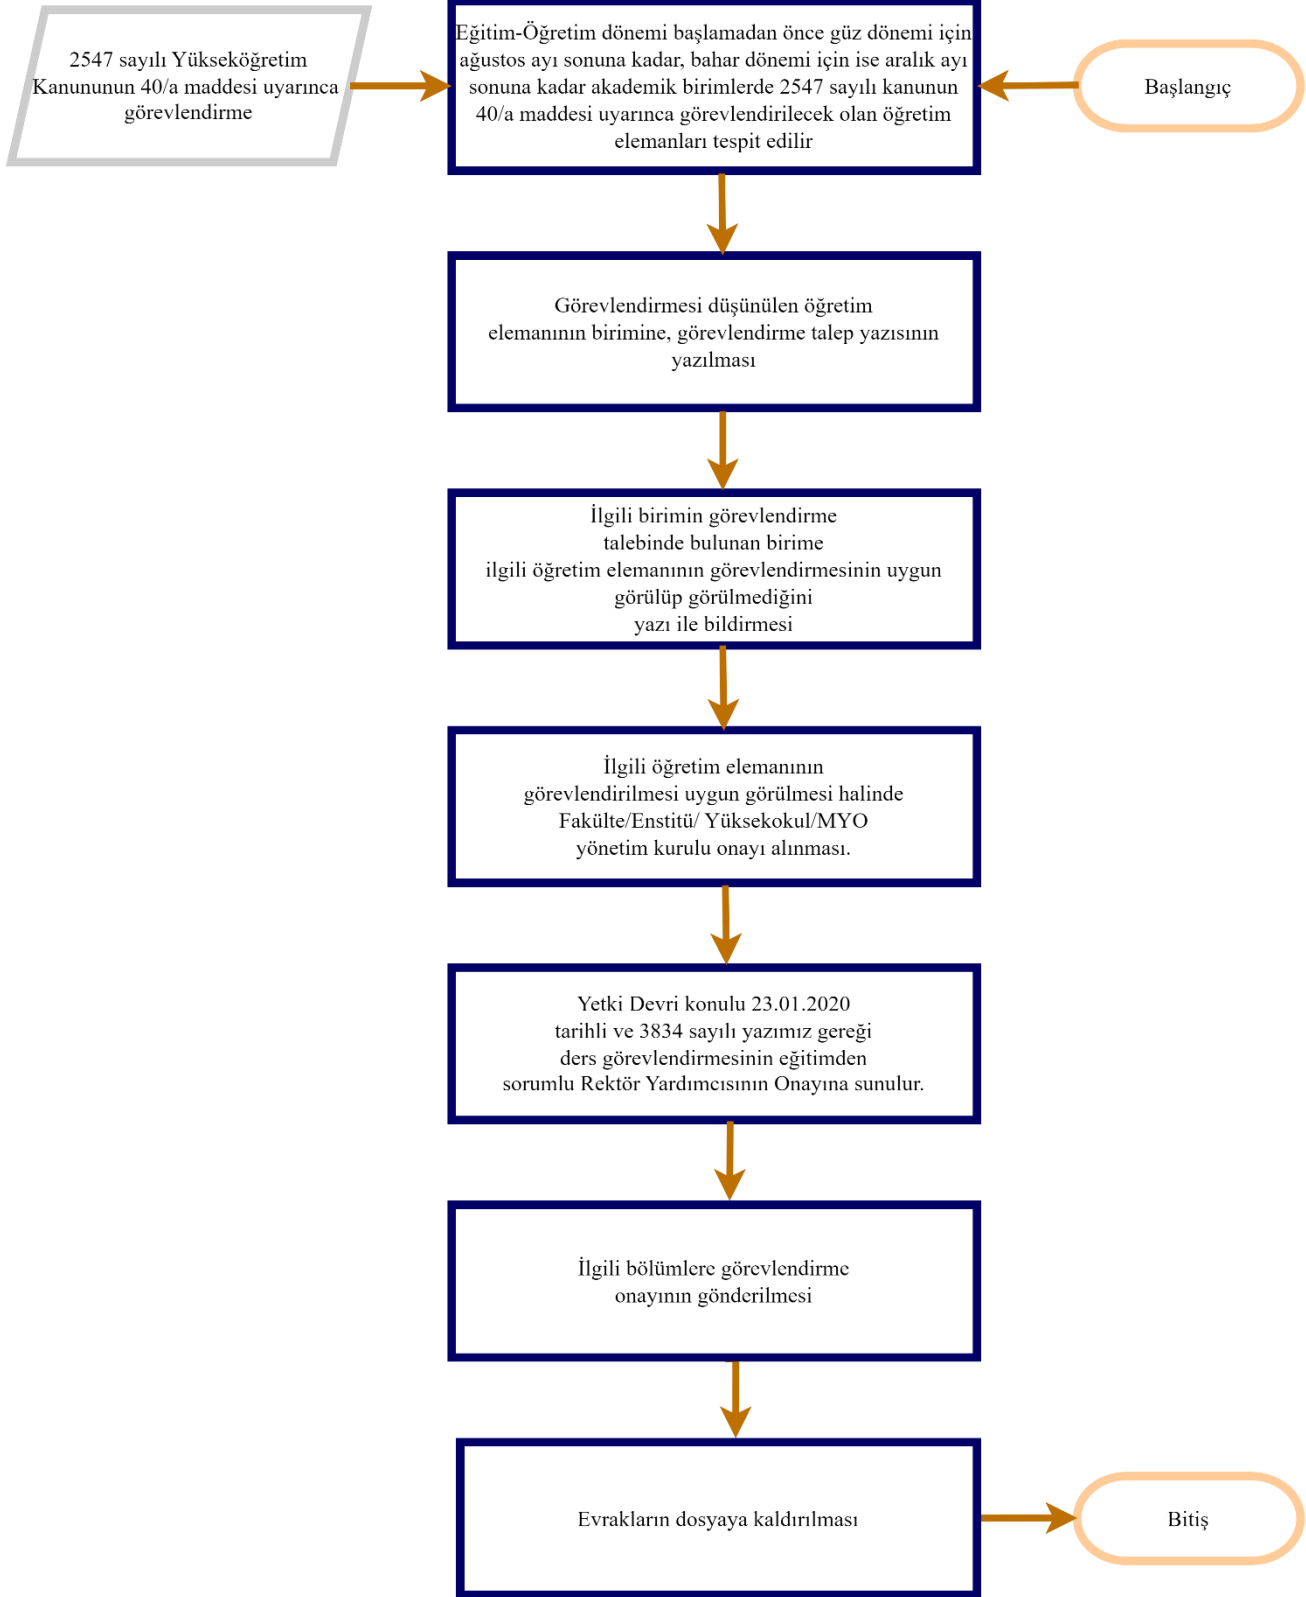 2547 sayılı Yükseköğretim
Kanununun 40/a maddesi uyarınca
görevlendirme
Eğitim-Öğretim dönemi başlamadan önce güz dönemi için
ağustos ayı sonuna kadar, bahar dönemi için ise aralık ayı
sonuna kadar akademik birimlerde 2547 sayılı kanunun
40/a maddesi uyarınca görevlendirilecek olan öğretim
elemanları tespit edilir
Başlangıç
Görevlendirmesi düşünülen öğretim
elemanının birimine, görevlendirme talep yazısının
yazılması
İlgili birimin görevlendirme
talebinde bulunan birime
ilgili öğretim elemanının görevlendirmesinin uygun
görülüp görülmediğini
yazı ile bildirmesi
İlgili öğretim elemanının
görevlendirilmesi uygun görülmesi halinde
Fakülte/Enstitü/ Yüksekokul/MYO
yönetim kurulu onayı alınması.
Yetki Devri konulu 23.01.2020
tarihli ve 3834 sayılı yazımız gereği
ders görevlendirmesinin eğitimden
sorumlu Rektör Yardımcısının Onayına sunulur.
İlgili bölümlere görevlendirme
onayının gönderilmesi
Evrakların dosyaya kaldırılması
Bitiş